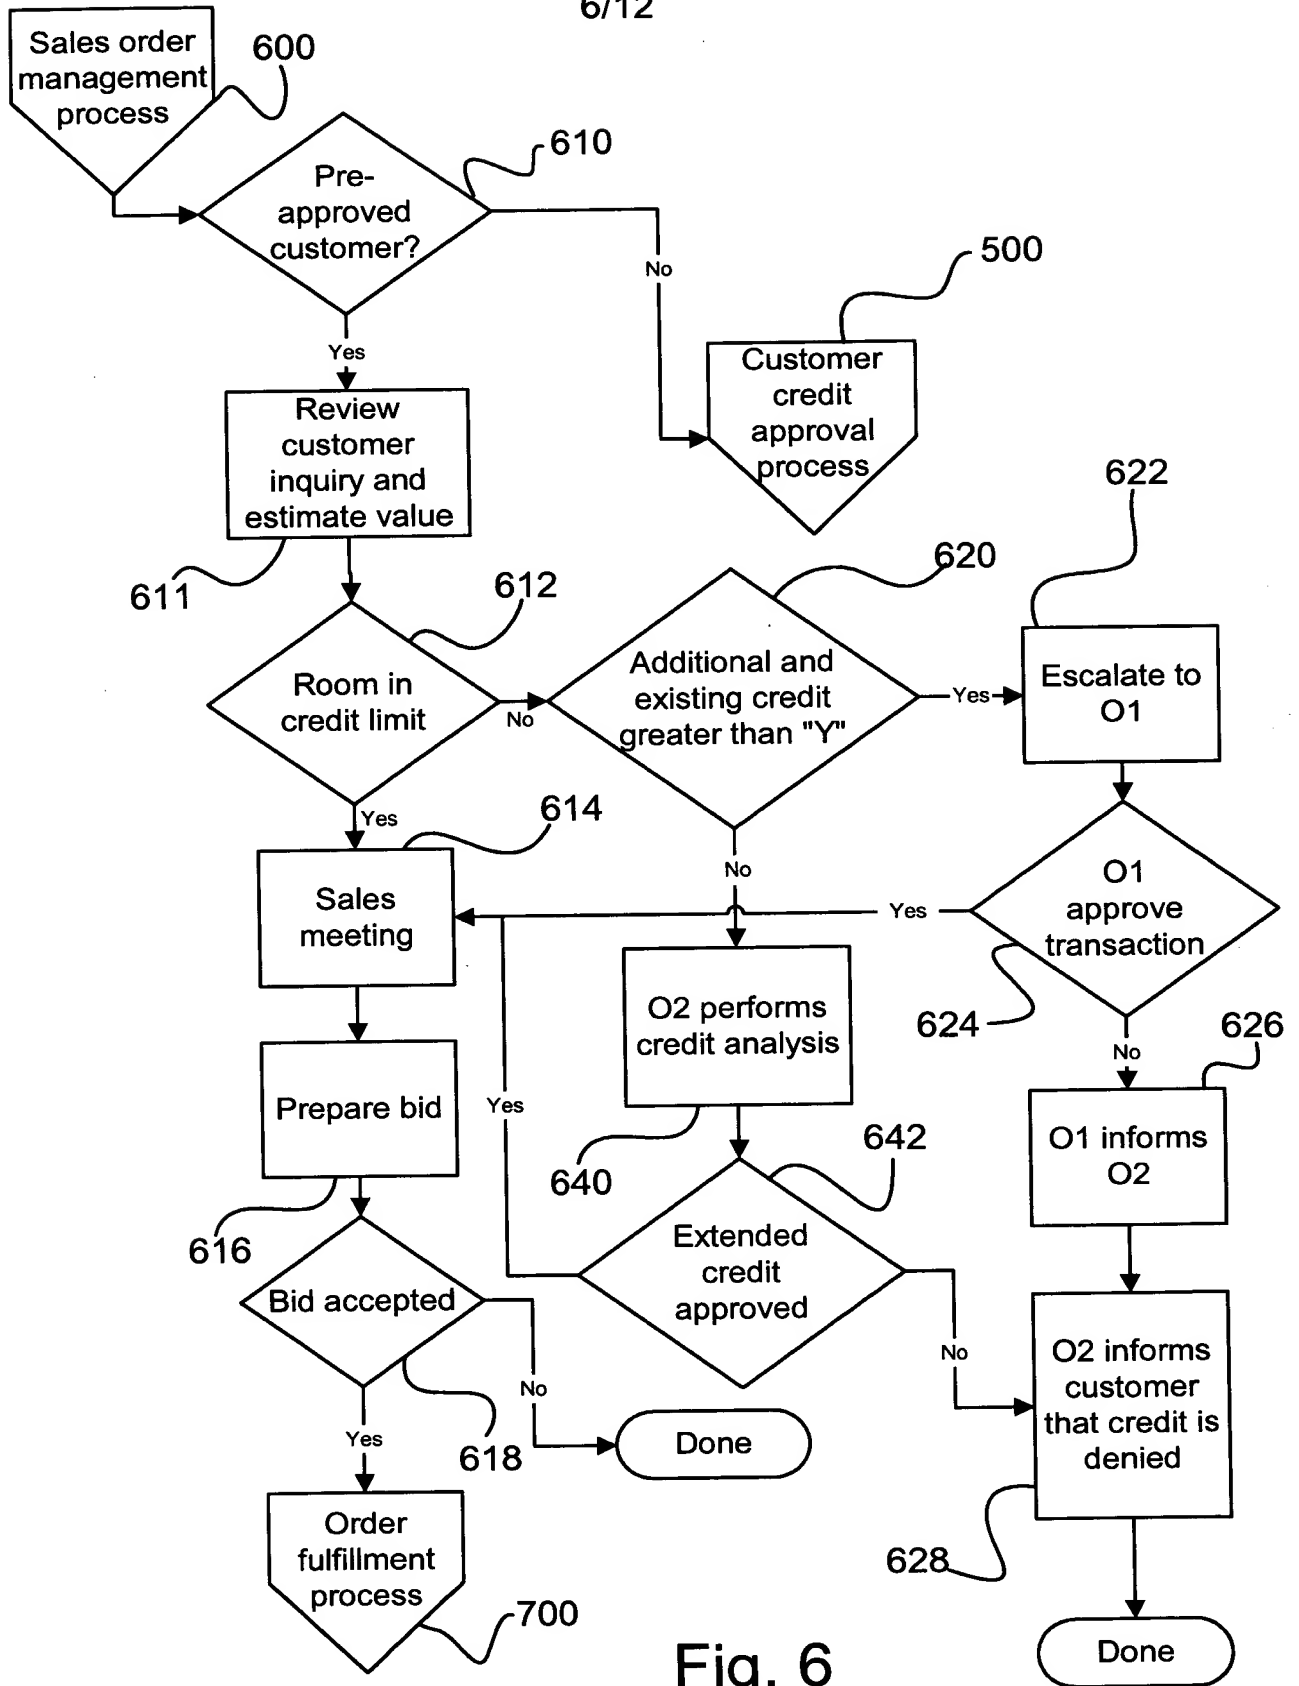 6/12
Sales order
management
process
600
Pre-
approved
customer?
610
No
500
Yes
Customer
credit
approval
process
Review
customer
inquiry and
estimate value
611
622
620
612
Room in
credit limit
No
Additional and
existing credit
greater than "Y"
Yes
Escalate to
O1
Yes
614
No
Sales
meeting
Yes
O1
approve
transaction
O2 performs
credit analysis
624
626
No
Prepare bid
Yes
640
642
O1 informs
O2
616
Bid accepted
Extended
credit
approved
No
No
O2 informs
customer
that credit is
denied
Yes
618
Done
Order
fulfillment
process
628
700
Done
Fig. 6